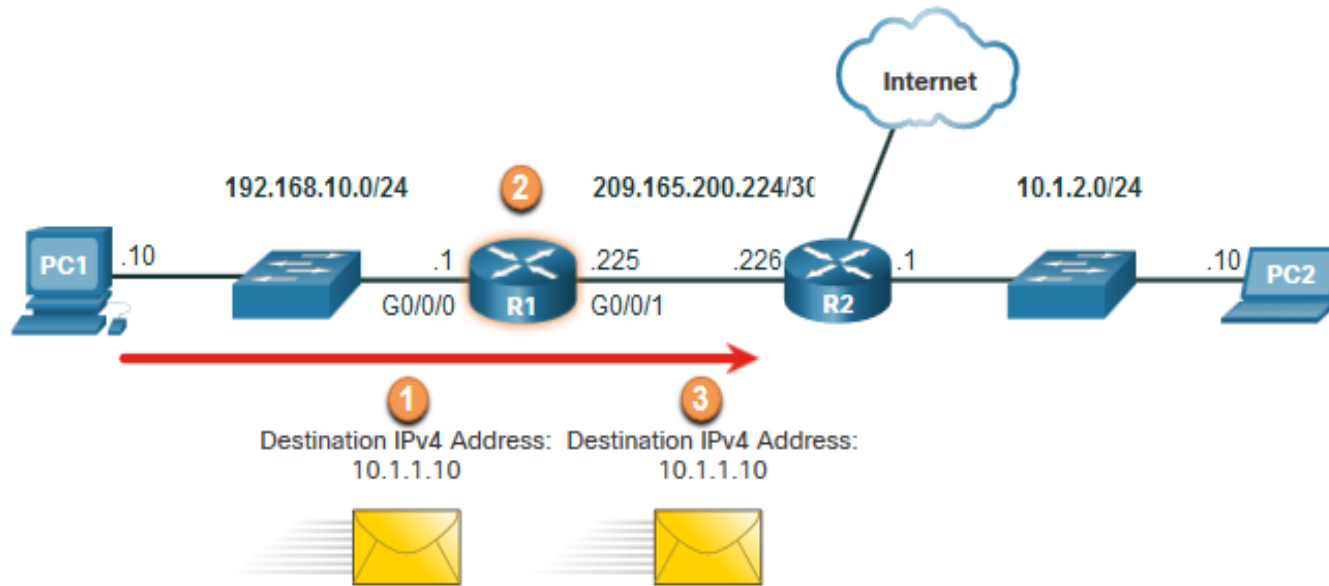 Internet
192.168.10.0/24
2
209.165.200.224/30
10.1.2.0/24
PC1
.10
.1
.225
.226
.1
.10
PC2
G0/0/0
R1
G0/0/1
R2
1
3
Destination IPv4 Address:
10.1.1.10
Destination IPv4 Address:
10.1.1.10